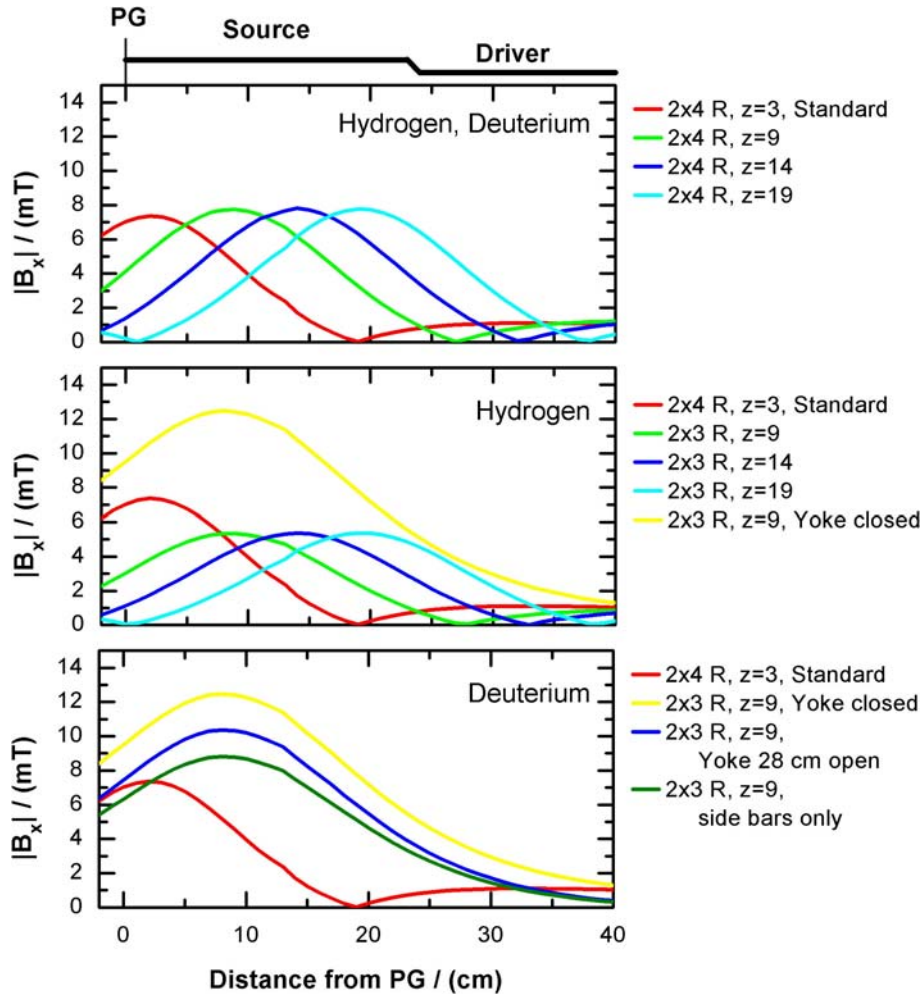 PG
Source
Driver
14
12
10
8
6
4
2
0
|Bx| / (mT)
Hydrogen, Deuterium
2x4 R, z=3, Standard
2x4 R, z=9
2x4 R, z=14
2x4 R, z=19
14
12
10
8
6
4
2
0
|Bx| / (mT)
Hydrogen
2x4 R, z=3, Standard
2x3 R, z=9
2x3 R, z=14
2x3 R, z=19
2x3 R, z=9, Yoke closed
14
12
10
8
6
4
2
0
|Bx| / (mT)
Deuterium
2x4 R, z=3, Standard
2x3 R, z=9, Yoke closed
2x3 R, z=9,
Yoke 28 cm open
2x3 R, z=9,
side bars only
0 10 20 30 40
Distance from PG / (cm)